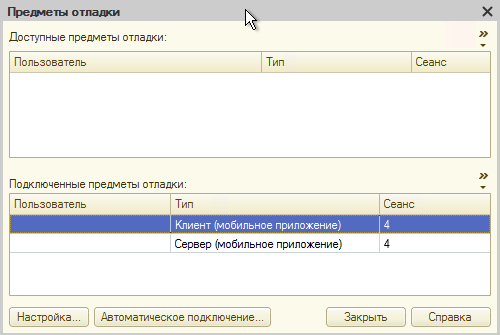 Предметы отладки
Доступные предметы отладки:
Пользователь Тип Сеанс
Подключенные предметы отладки:
Пользователь Тип Сеанс
Клиент (мобильное приложение) 4
Сервер (мобильное приложение) 4
Настройка... Автоматическое подключение... Закрыть Справка